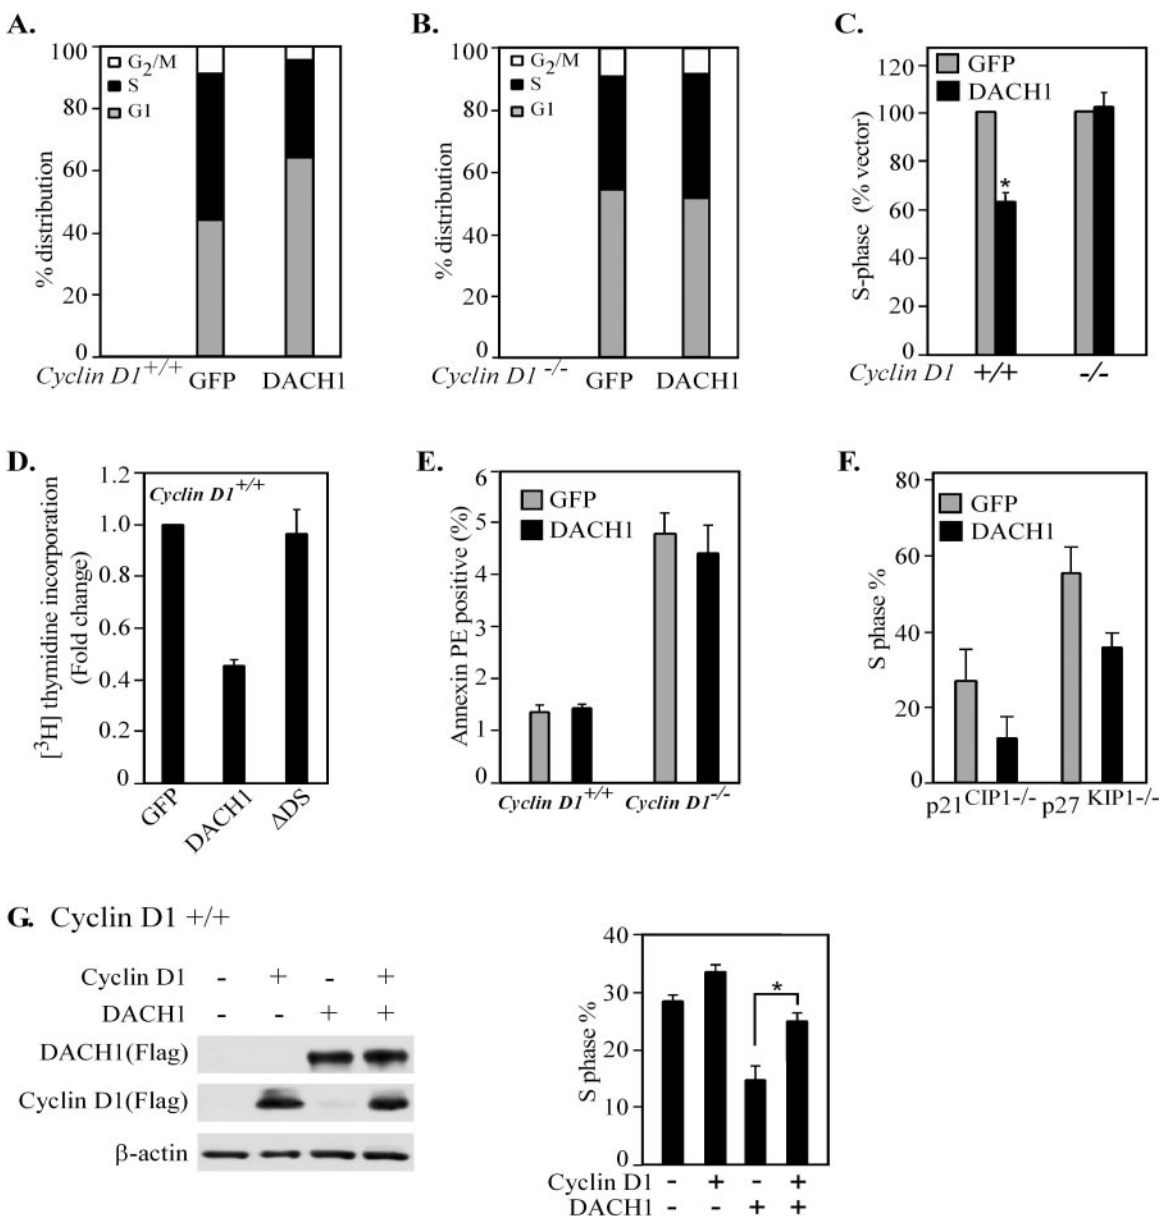 A.
100
80
60
40
20
0
% distribution
G2/M
S
G1
Cyclin D1+/+ GFP DACH1
B.
100
80
60
40
20
0
% distribution
G2/M
S
G1
Cyclin D1 -/- GFP DACH1
C.
120
100
80
60
40
20
0
S-phase (% vector)
GFP
DACH1
*
Cyclin D1 +/+ -/-
D.
1.2
1.0
0.8
0.6
0.4
0.2
0
[3H] thymidine incorporation
(Fold change)
Cyclin D1+/+
GFP DACH1 ΔDS
E.
6
5
4
3
2
1
0
Annexin PE positive (%)
GFP
DACH1
Cyclin D1+/+ Cyclin D1-/-
F.
80
60
40
20
0
S phase %
GFP
DACH1
p21CIP1-/- p27 KIP1-/-
G. Cyclin D1 +/+
Cyclin D1 - + - +
DACH1 - - + +
DACH1(Flag)
Cyclin D1(Flag)
β-actin
40
30
20
10
0
S phase %
*
Cyclin D1 - + - +
DACH1 - - + +